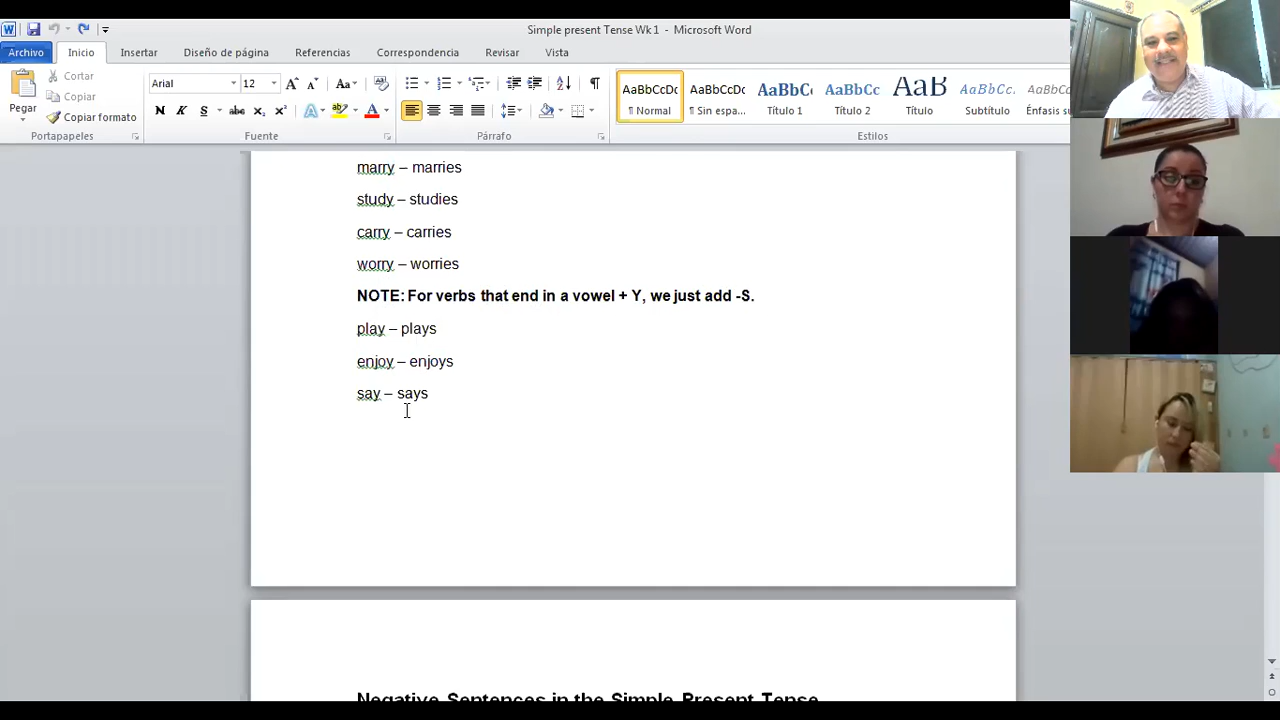 Simple present Tense Wk 1 - Microsoft Word
Archivo Inicio Insertar Diseño de página Referencias Correspondencia Revisar Vista
Pegar
Cortar
Copiar
Copiar formato
Portapapeles
Arial 12
Fuente
Párrafo
AaBbCcDc AaBbCcDc AaBbC AaBbCc AaB AaBbCc. AaBbCc
¶ Normal ¶ Sin espa... Título 1 Título 2 Título Subtítulo Énfasis su
Estilos
marry – marries
study – studies
carry – carries
worry – worries
NOTE: For verbs that end in a vowel + Y, we just add -S.
play – plays
enjoy – enjoys
say – says
Negative Sentences in the Simple Present Tense